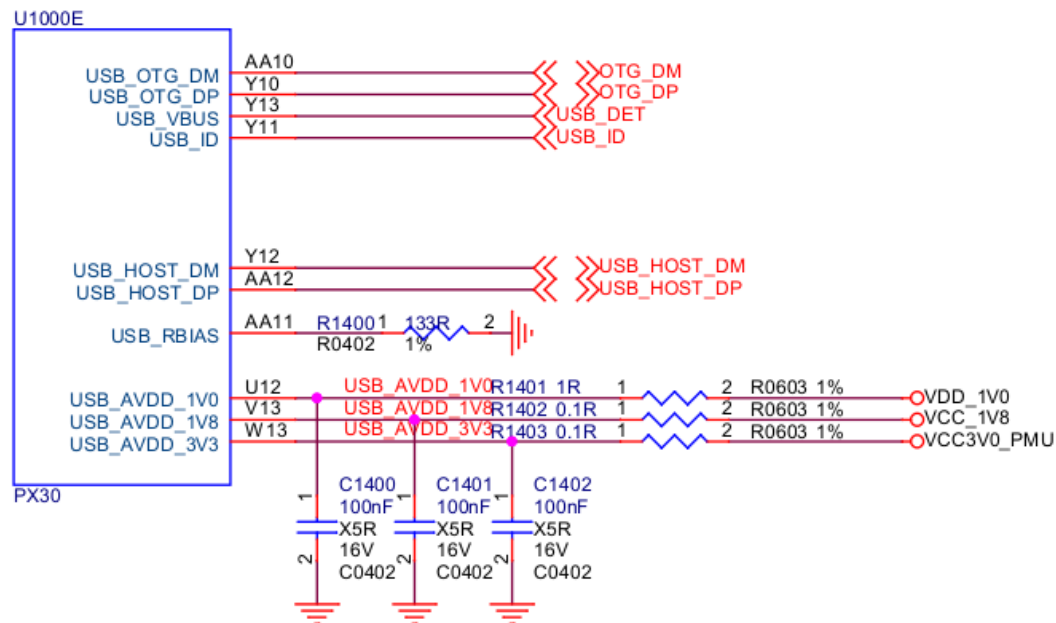 U1000E
USB_OTG_DM AA10 OTG_DM
USB_OTG_DP Y10 OTG_DP
USB_VBUS Y13 USB_DET
USB_ID Y11 USB_ID
USB_HOST_DM Y12 USB_HOST_DM
USB_HOST_DP AA12 USB_HOST_DP
USB_RBIAS AA11 R1400 1 133R 2
R0402 1%
USB_AVDD_1V0 U12 USB_AVDD_1V0 R1401 1R 1 2 R0603 1% VDD_1V0
USB_AVDD_1V8 V13 USB_AVDD_1V8 R1402 0.1R 1 2 R0603 1% VCC_1V8
USB_AVDD_3V3 W13 USB_AVDD_3V3 R1403 0.1R 1 2 R0603 1% VCC3V0_PMU
PX30
1 C1400 1 C1401 1 C1402
100nF 100nF 100nF
X5R X5R X5R
2 16V 2 16V 2 16V
C0402 C0402 C0402